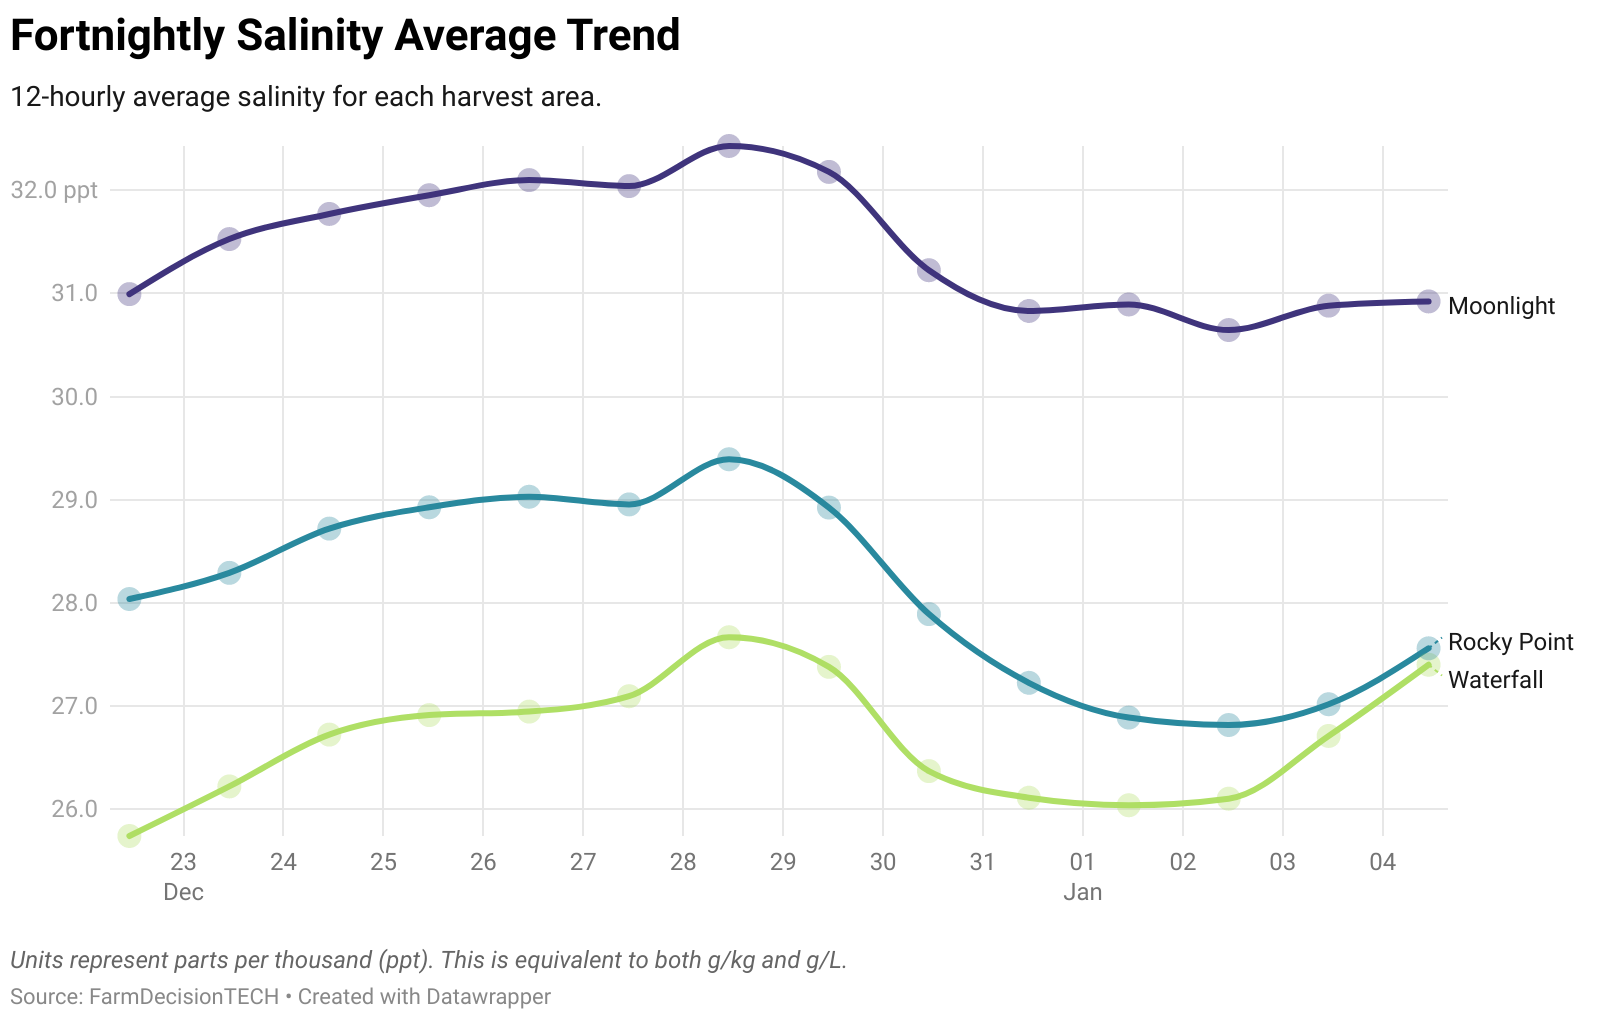 Fortnightly Salinity Average Trend
12-hourly average salinity for each harvest area.
32.0 ppt
31.0
30.0
29.0
28.0
27.0
26.0
Moonlight
Rocky Point
Waterfall
23 24 25 26 27 28 29 30 31 01 02 03 04
Dec Jan
Units represent parts per thousand (ppt). This is equivalent to both g/kg and g/L.
Source: FarmDecisionTECH • Created with Datawrapper